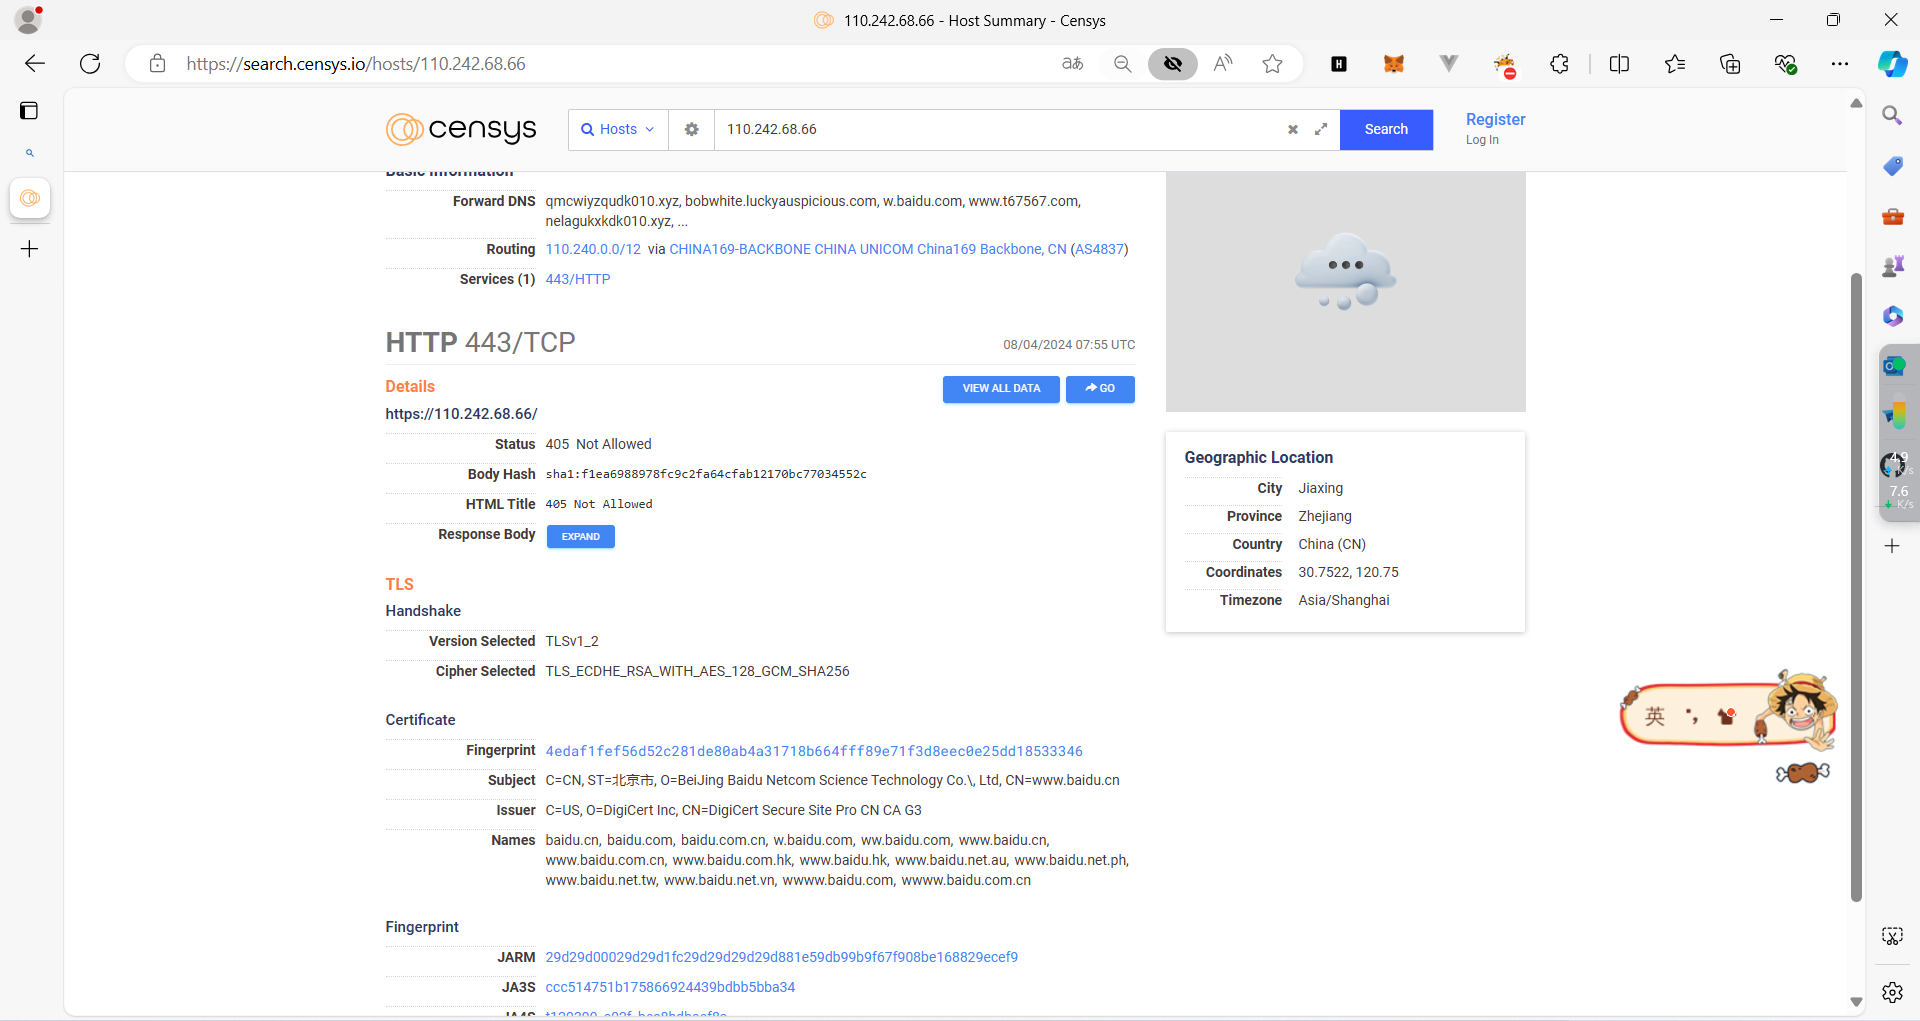 110.242.68.66 - Host Summary - Censys
https://search.censys.io/hosts/110.242.68.66
censys
Hosts
110.242.68.66
Search
Register
Log In
Basic Information
Forward DNS qmcwiyzqudk010.xyz, bobwhite.luckyauspicious.com, w.baidu.com, www.t67567.com,
nelagukxkdk010.xyz, ...
Routing 110.240.0.0/12 via CHINA169-BACKBONE CHINA UNICOM China169 Backbone, CN (AS4837)
Services (1) 443/HTTP
HTTP 443/TCP
08/04/2024 07:55 UTC
Details
VIEW ALL DATA
GO
https://110.242.68.66/
Status 405 Not Allowed
Body Hash sha1:f1ea6988978fc9c2fa64cfab12170bc77034552c
HTML Title 405 Not Allowed
Response Body EXPAND
TLS
Handshake
Version Selected TLSv1_2
Cipher Selected TLS_ECDHE_RSA_WITH_AES_128_GCM_SHA256
Certificate
Fingerprint 4edaf1fef56d52c281de80ab4a31718b664fff89e71f3d8eec0e25dd18533346
Subject C=CN, ST=北京市, O=BeiJing Baidu Netcom Science Technology Co.\, Ltd, CN=www.baidu.cn
Issuer C=US, O=DigiCert Inc, CN=DigiCert Secure Site Pro CN CA G3
Names baidu.cn, baidu.com, baidu.com.cn, w.baidu.com, ww.baidu.com, www.baidu.cn,
www.baidu.com.cn, www.baidu.com.hk, www.baidu.hk, www.baidu.net.au, www.baidu.net.ph,
www.baidu.net.tw, www.baidu.net.vn, wwww.baidu.com, wwww.baidu.com.cn
Fingerprint
JARM 29d29d00029d29d1fc29d29d29d29d881e59db99b9f67f908be168829ecef9
JA3S ccc514751b175866924439bdbb5bba34
Geographic Location
City Jiaxing
Province Zhejiang
Country China (CN)
Coordinates 30.7522, 120.75
Timezone Asia/Shanghai
4.9
K/s
7.6
K/s
英